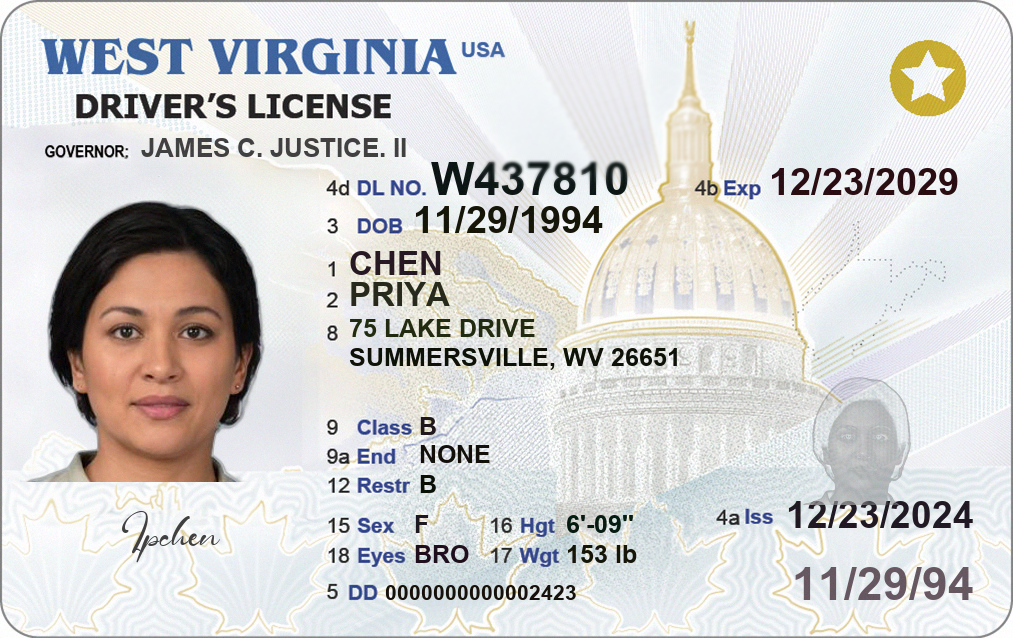 WEST VIRGINIA USA
DRIVER'S LICENSE
GOVERNOR: JAMES C. JUSTICE. II
4d DL NO. W437810
4b Exp 12/23/2029
3 DOB 11/29/1994
1 CHEN
2 PRIYA
8 75 LAKE DRIVE
SUMMERSVILLE, WV 26651
9 Class B
9a End NONE
12 Restr B
15 Sex F 16 Hgt 6'-09"
4a Iss 12/23/2024
18 Eyes BRO 17 Wgt 153 lb
5 DD 0000000000002423
11/29/94